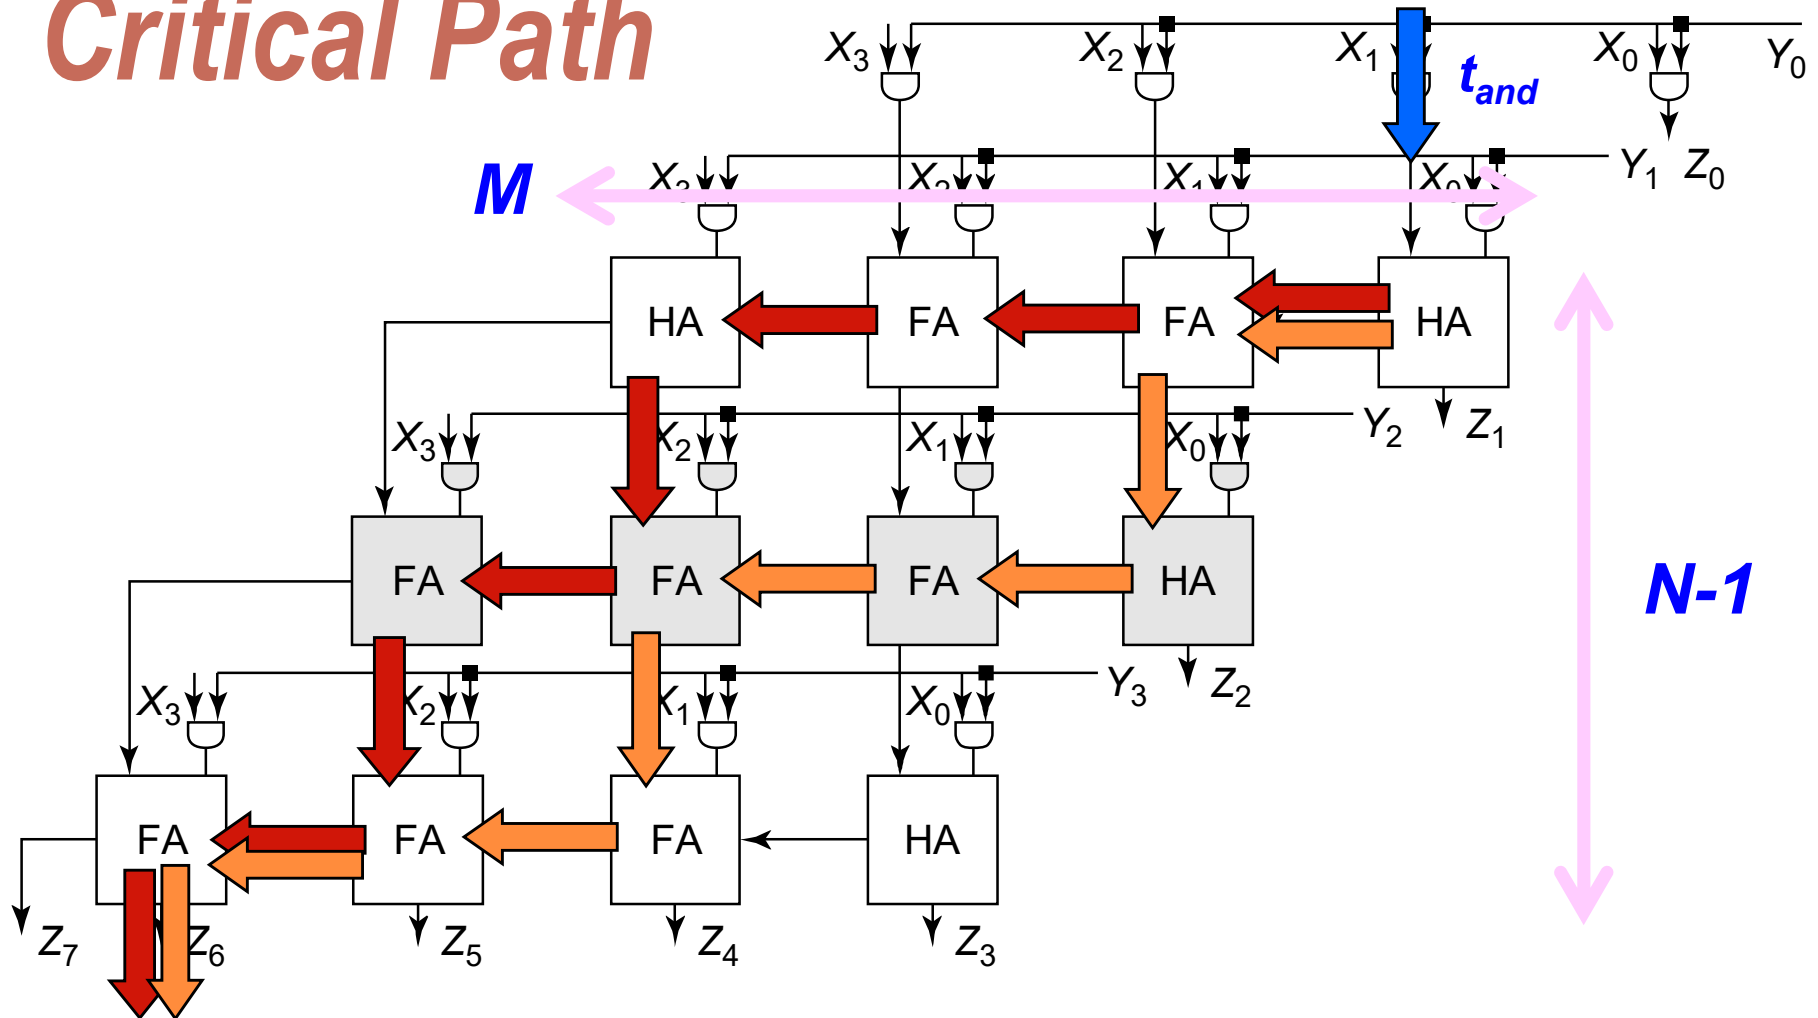 Critical Path
X3 X2 X1 X0 Y0
tand
M X3 X2 X1 X0 Y1 Z0
HA FA FA HA
X3 X2 X1 X0 Y2 Z1
FA FA FA HA
N-1
X3 X2 X1 X0 Y3 Z2
FA FA FA HA
Z7 Z6 Z5 Z4 Z3